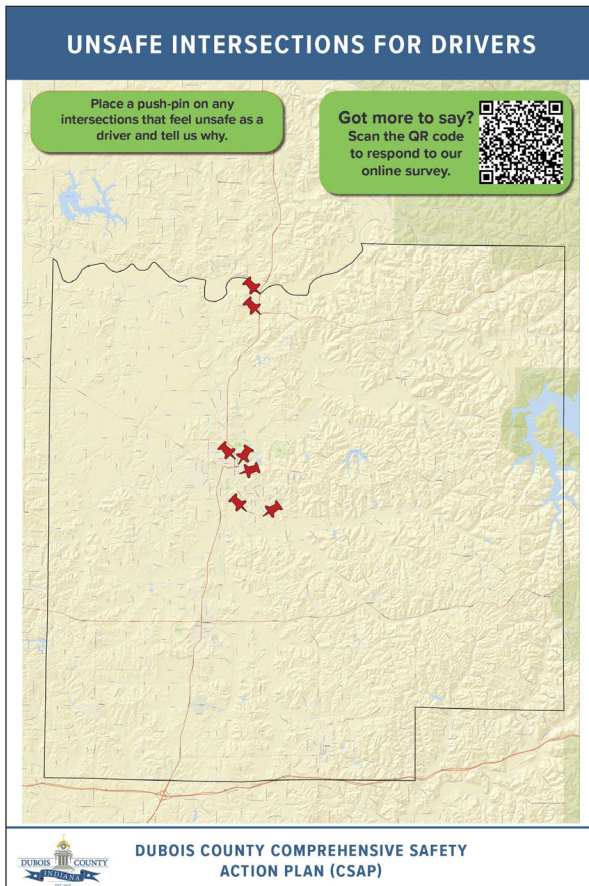 UNSAFE INTERSECTIONS FOR DRIVERS
Place a push-pin on any
intersections that feel unsafe as a
driver and tell us why.
Got more to say?
Scan the QR code
to respond to our
online survey.
DUBOIS COUNTY
INDIANA
DUBOIS COUNTY COMPREHENSIVE SAFETY
ACTION PLAN (CSAP)